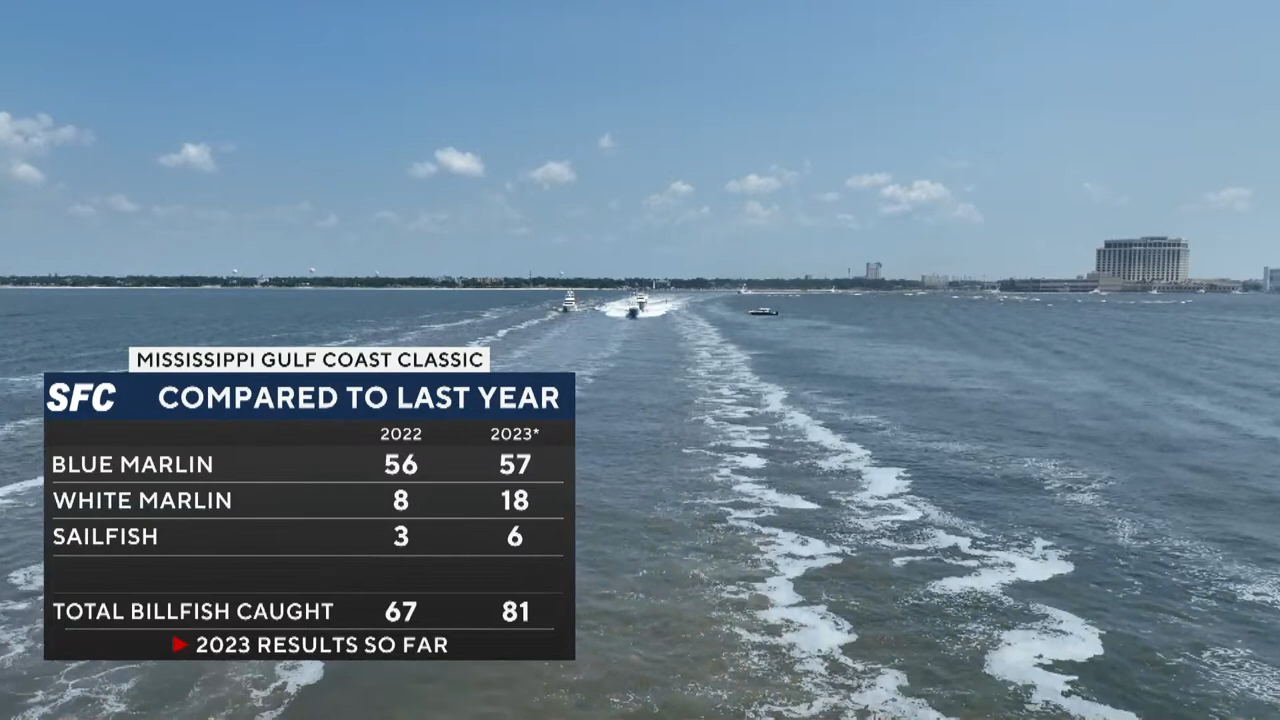 MISSISSIPPI GULF COAST CLASSIC
SFC COMPARED TO LAST YEAR
2022 2023*
BLUE MARLIN 56 57
WHITE MARLIN 8 18
SAILFISH 3 6
TOTAL BILLFISH CAUGHT 67 81
2023 RESULTS SO FAR